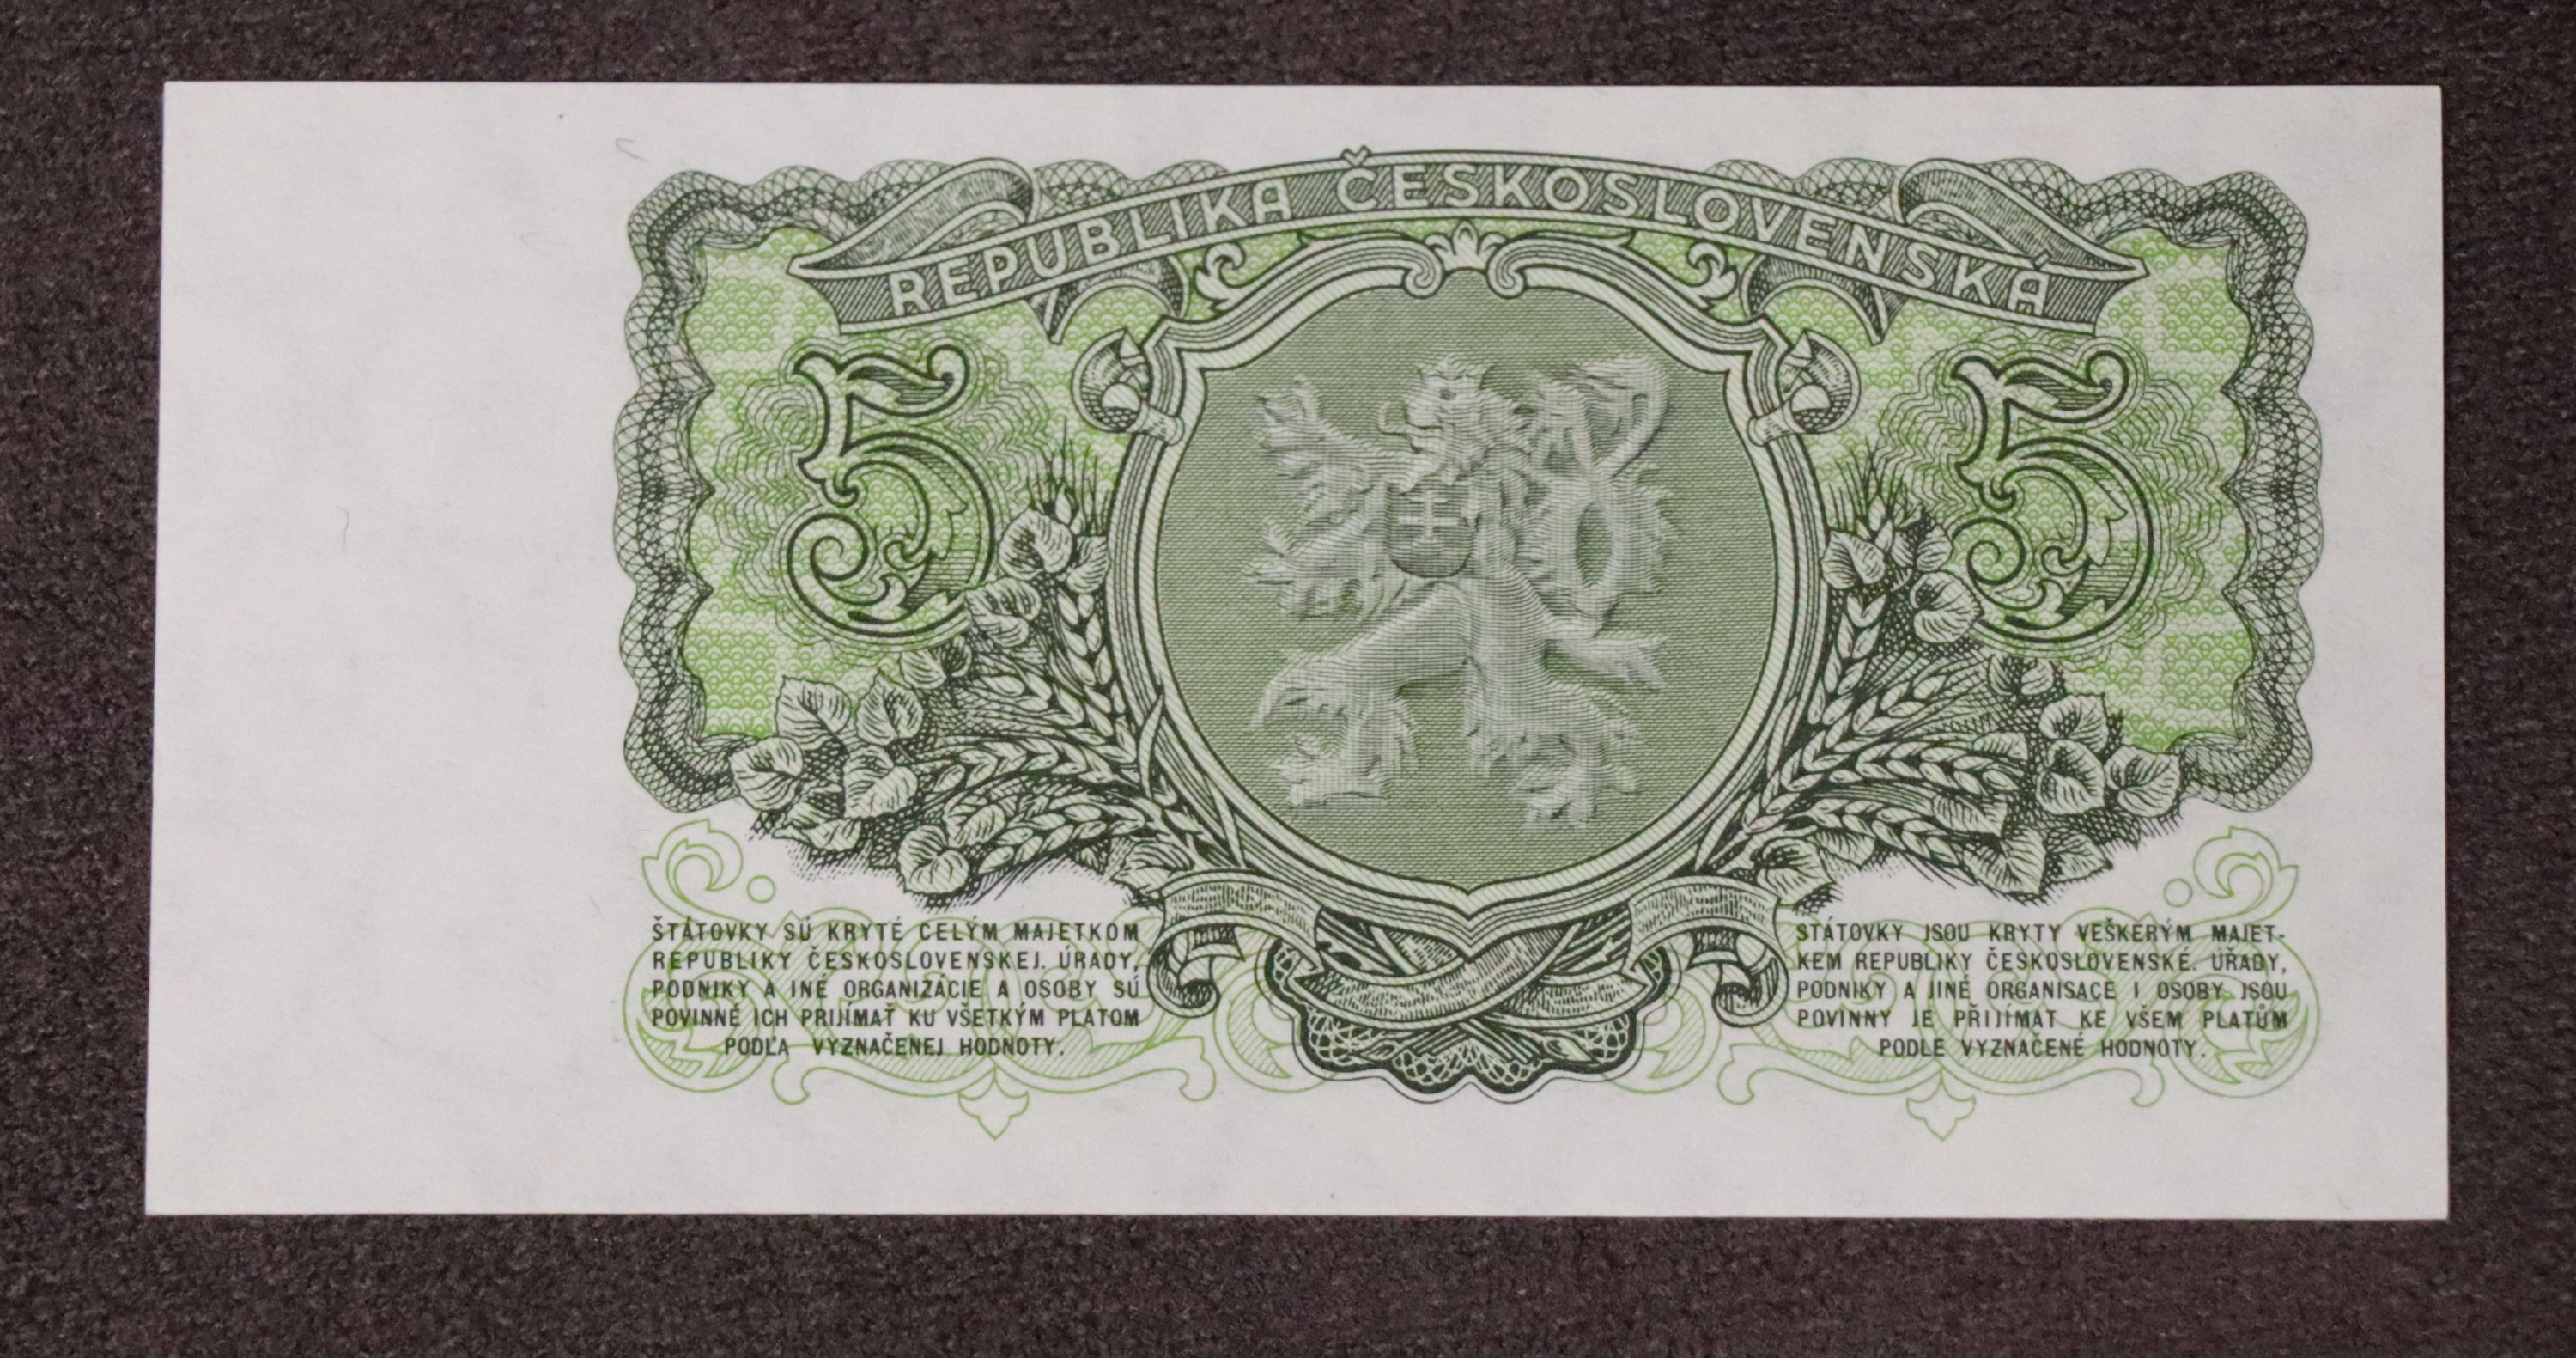 REPUBLIKA ČESKOSLOVENSKÁ
5
5
ŠTÁTOVKY SÚ KRYTÉ CELÝM MAJETKOM
REPUBLIKY ČESKOSLOVENSKEJ. ÚRADY,
PODNIKY A INÉ ORGANIZÁCIE A OSOBY SÚ
POVINNÉ ICH PRIJÍMAŤ KU VŠETKÝM PLATOM
PODĽA VYZNAČENEJ HODNOTY.
STÁTOVKY JSOU KRYTY VEŠKERÝM MAJET-
KEM REPUBLIKY ČESKOSLOVENSKÉ. ÚŘADY,
PODNIKY A JINÉ ORGANISACE I OSOBY JSOU
POVINNY JE PŘIJÍMAT KE VŠEM PLATŮM
PODLE VYZNAČENÉ HODNOTY.